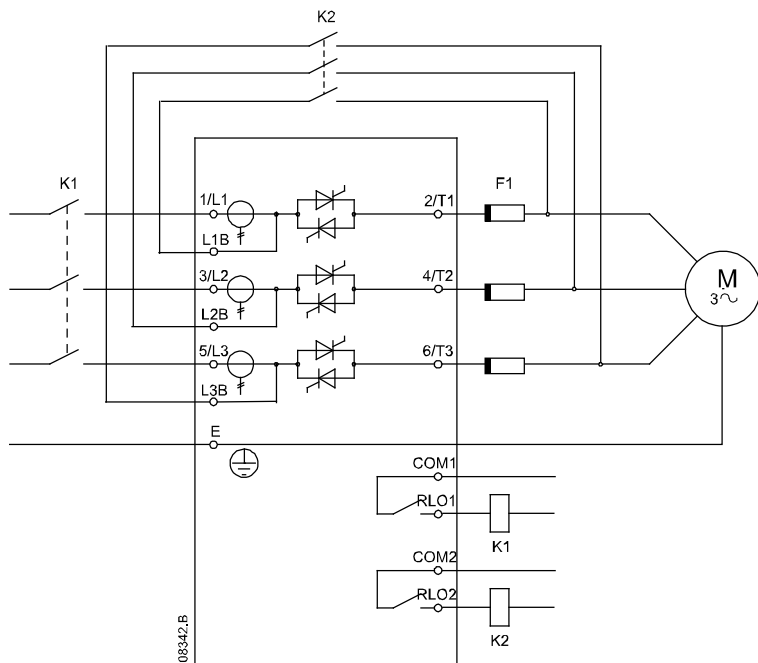 K2
K1
1/L1
2/T1
F1
L1B
3/L2
4/T2
M
3~
L2B
5/L3
6/T3
L3B
E
COM1
RLO1
K1
COM2
RLO2
K2
08342.B